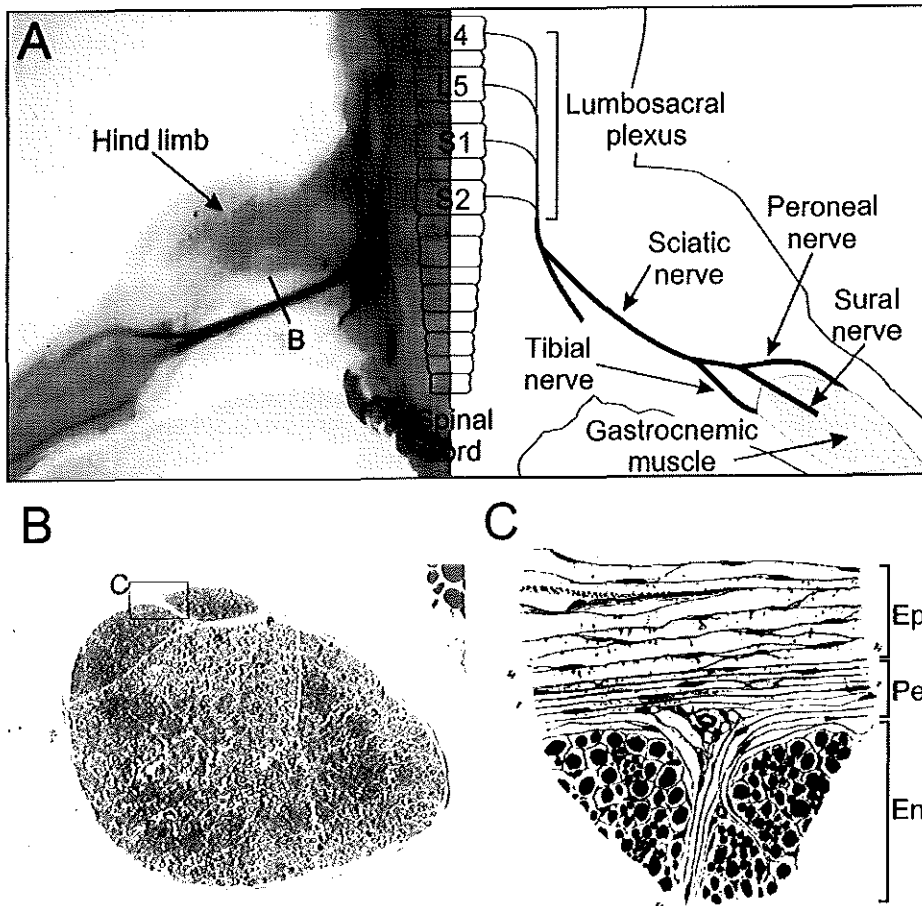 A
L4
L5
S1
S2
Lumbosacral
plexus
Hind limb
Peroneal
nerve
Sciatic
nerve
Sural
nerve
B
Tibial
nerve
Gastrocnemic
muscle
Spinal
cord
B
C
C
Ep
Pe
En